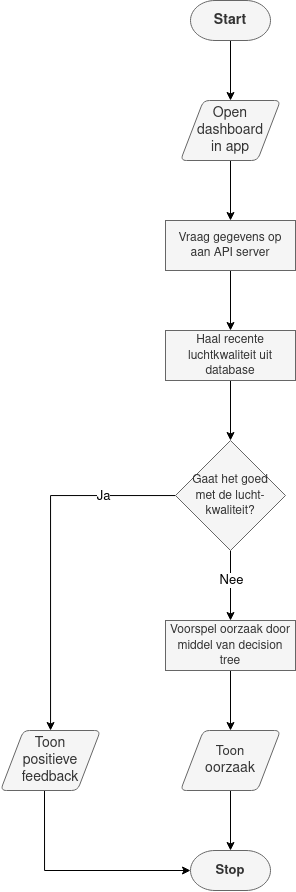 Start
Open
dashboard
in app
Vraag gegevens op
aan API server
Haal recente
luchtkwaliteit uit
database
Gaat het goed
met de lucht-
kwaliteit?
Ja
Nee
Voorspel oorzaak door
middel van decision
tree
Toon
positieve
feedback
Toon
oorzaak
Stop